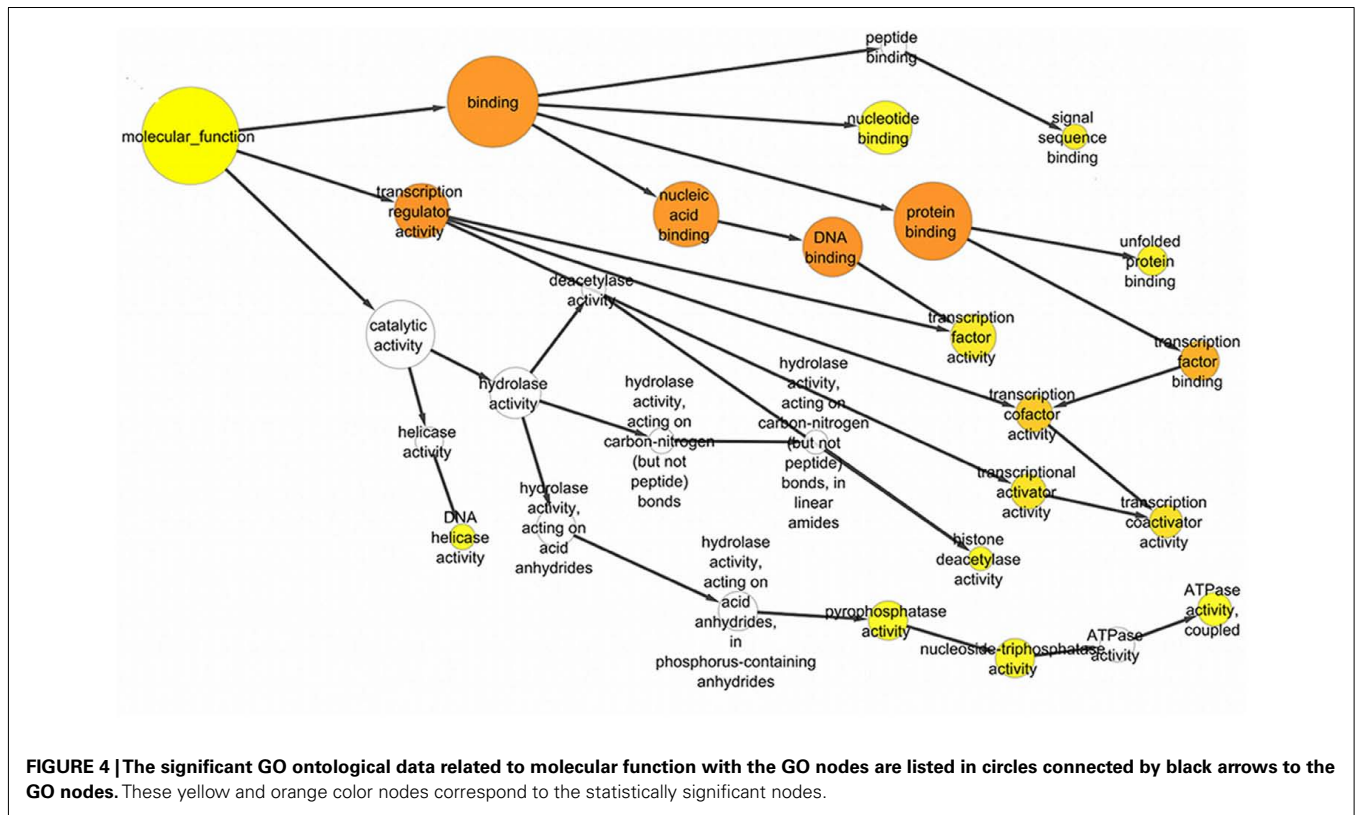 peptide
binding
binding
molecular_function
nucleotide
binding
signal
sequence
binding
transcription
regulator
activity
nucleic
acid
binding
protein
binding
DNA
binding
unfolded
protein
binding
deacetylase
activity
catalytic
activity
transcription
factor
activity
transcription
factor
binding
hydrolase
activity
hydrolase
activity,
acting on
carbon-nitrogen
(but not
peptide)
bonds
hydrolase
activity,
acting on
carbon-nitrogen
(but not
peptide)
bonds, in
linear
amides
transcription
cofactor
activity
helicase
activity
transcriptional
activator
activity
transcription
coactivator
activity
DNA
helicase
activity
hydrolase
activity,
acting on
acid
anhydrides
histone
deacetylase
activity
hydrolase
activity,
acting on
acid
anhydrides,
in
phosphorus-containing
anhydrides
pyrophosphatase
activity
nucleoside-triphosphatase
activity
ATPase
activity
ATPase
activity,
coupled
FIGURE 4 | The significant GO ontological data related to molecular function with the GO nodes are listed in circles connected by black arrows to the
GO nodes. These yellow and orange color nodes correspond to the statistically significant nodes.